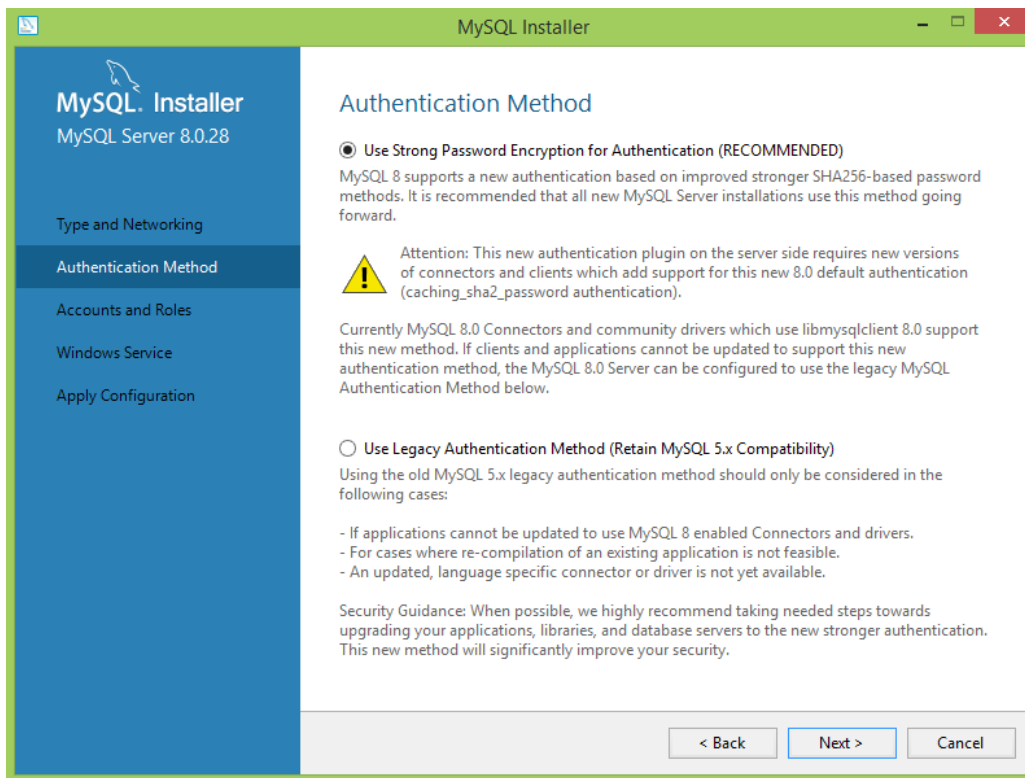 MySQL Installer
MySQL. Installer
MySQL Server 8.0.28
Type and Networking
Authentication Method
Accounts and Roles
Windows Service
Apply Configuration
Authentication Method
Use Strong Password Encryption for Authentication (RECOMMENDED)
MySQL 8 supports a new authentication based on improved stronger SHA256-based password
methods. It is recommended that all new MySQL Server installations use this method going
forward.
Attention: This new authentication plugin on the server side requires new versions
of connectors and clients which add support for this new 8.0 default authentication
(caching_sha2_password authentication).
Currently MySQL 8.0 Connectors and community drivers which use libmysqlclient 8.0 support
this new method. If clients and applications cannot be updated to support this new
authentication method, the MySQL 8.0 Server can be configured to use the legacy MySQL
Authentication Method below.
Use Legacy Authentication Method (Retain MySQL 5.x Compatibility)
Using the old MySQL 5.x legacy authentication method should only be considered in the
following cases:
- If applications cannot be updated to use MySQL 8 enabled Connectors and drivers.
- For cases where re-compilation of an existing application is not feasible.
- An updated, language specific connector or driver is not yet available.
Security Guidance: When possible, we highly recommend taking needed steps towards
upgrading your applications, libraries, and database servers to the new stronger authentication.
This new method will significantly improve your security.
< Back
Next >
Cancel